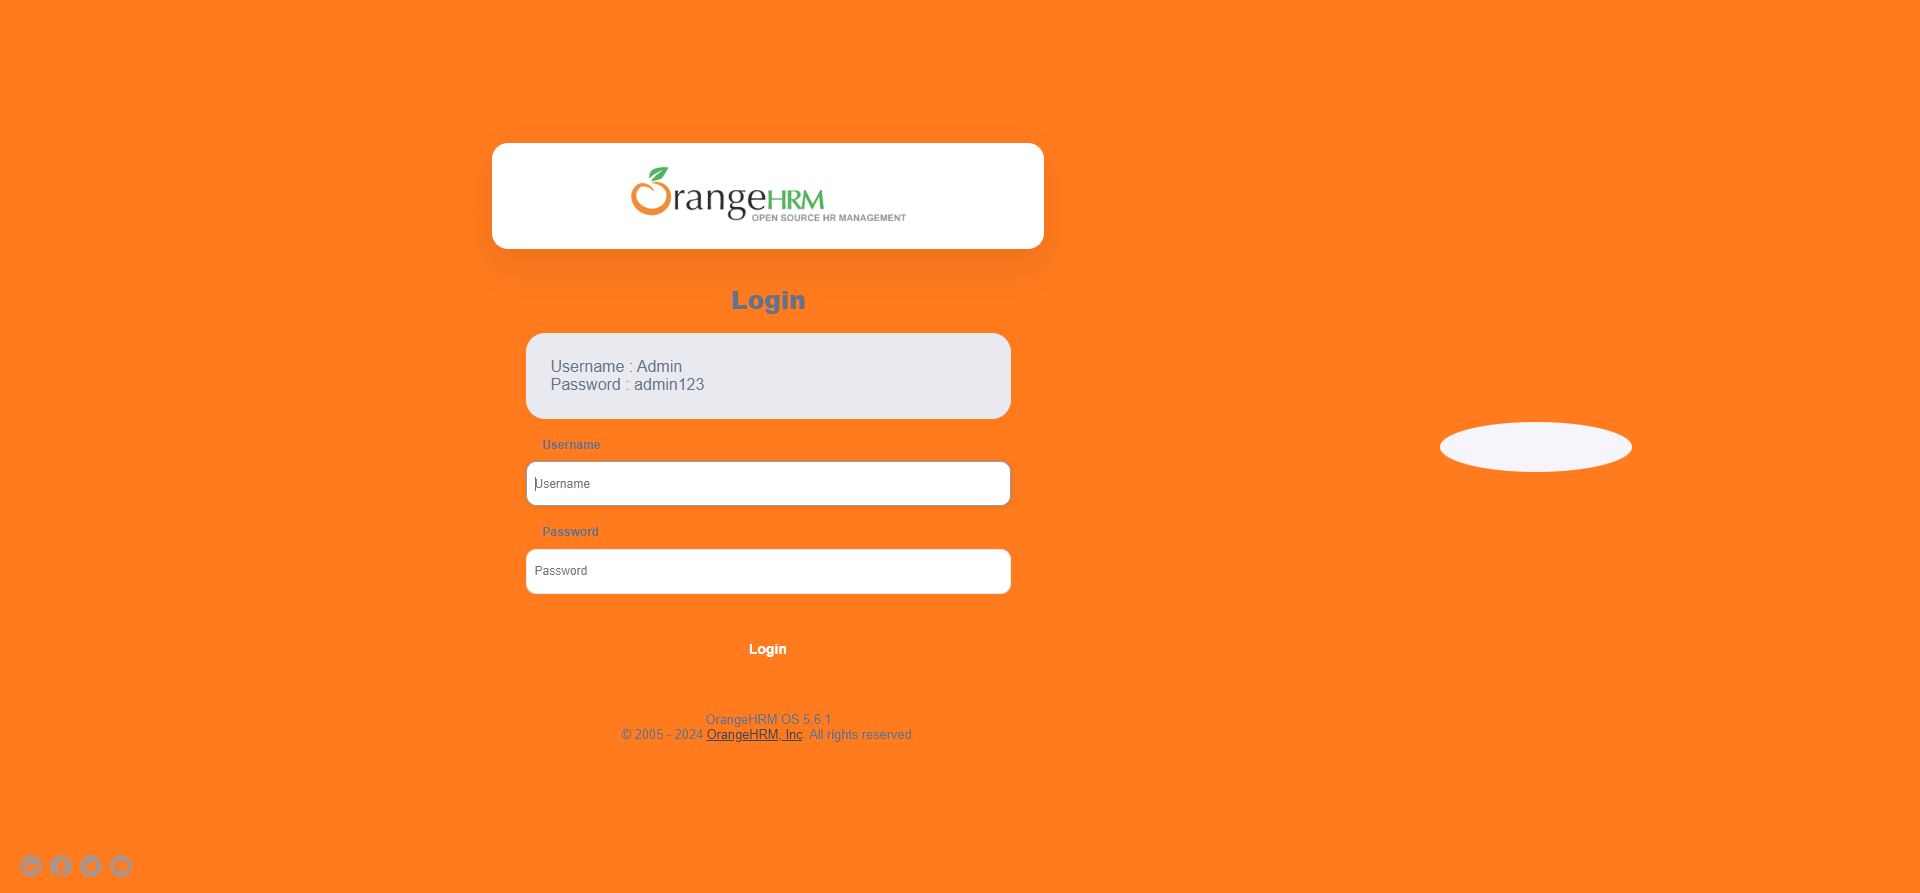 OrangeHRM
OPEN SOURCE HR MANAGEMENT
Login
Username : Admin
Password : admin123
Username
Username
Password
Password
Login
OrangeHRM OS 5.6.1
© 2005 - 2024 OrangeHRM, Inc. All rights reserved.